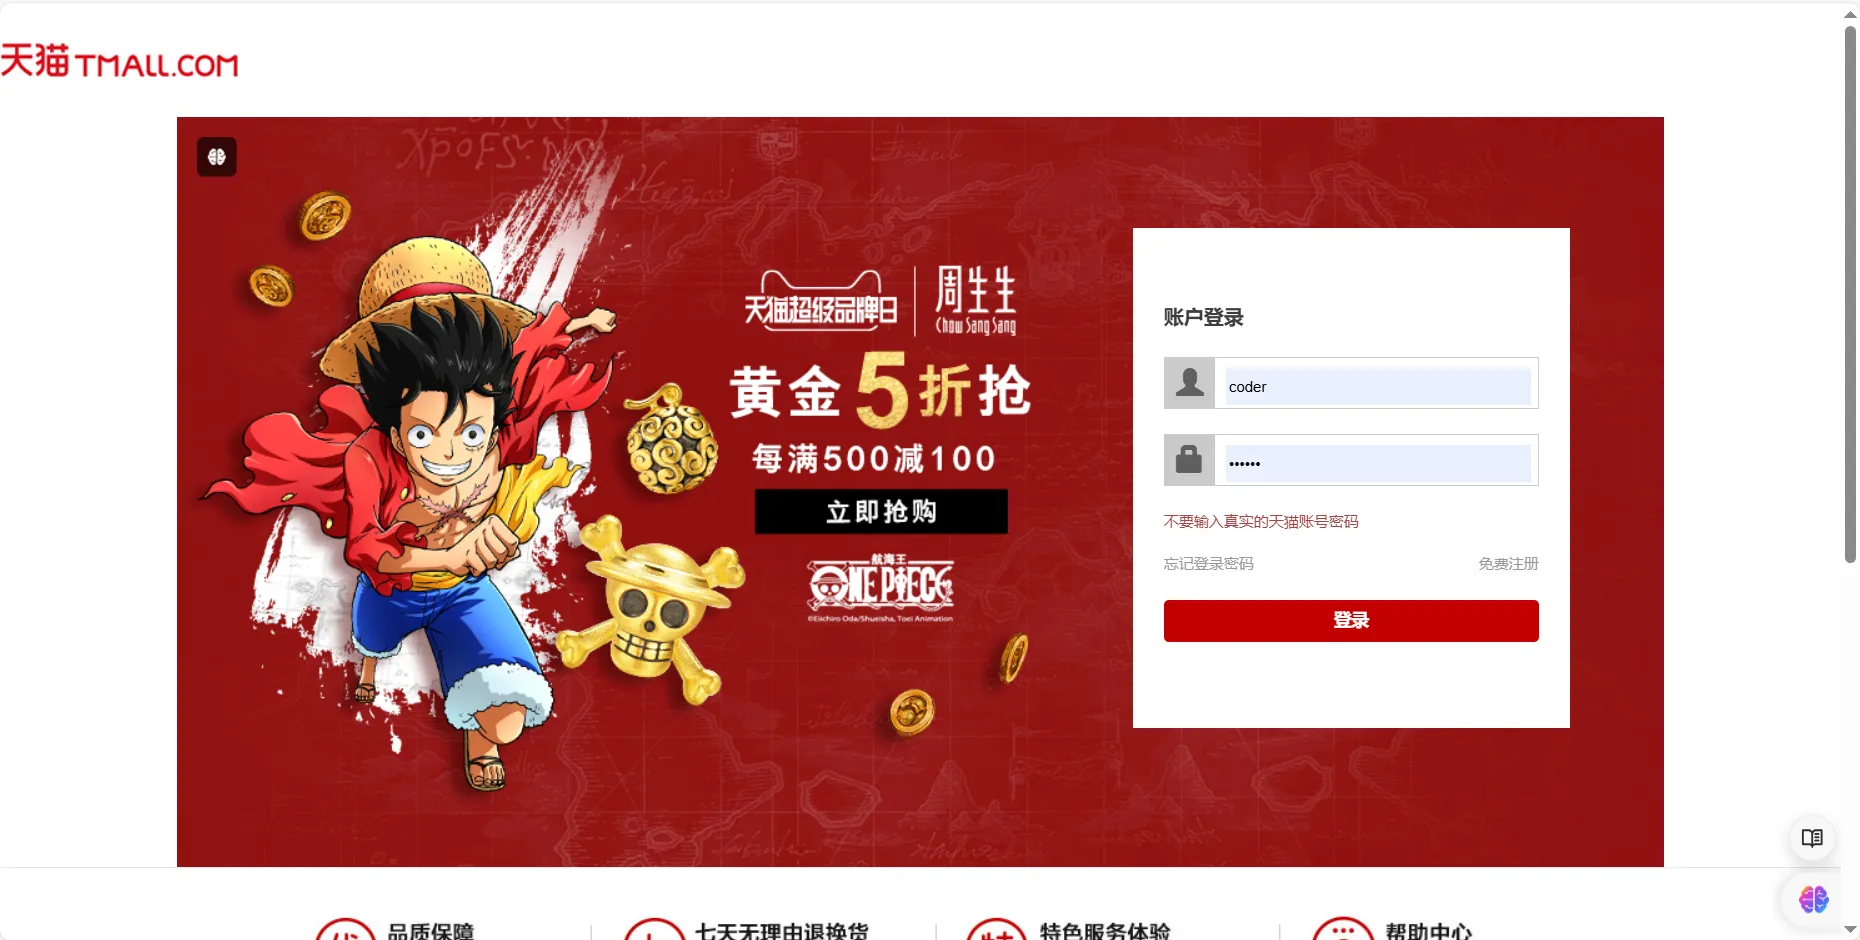 天猫 TMALL.COM
天猫超级品牌日
周生生
Chow Sang Sang
黄金5折抢
每满500减100
立即抢购
航海王
ONE PIECE
©Eiichiro Oda/Shueisha, Toei Animation
账户登录
coder
••••••
不要输入真实的天猫账号密码
忘记登录密码 免费注册
登录
品质保障 七天无理由退换货 特色服务体验 帮助中心